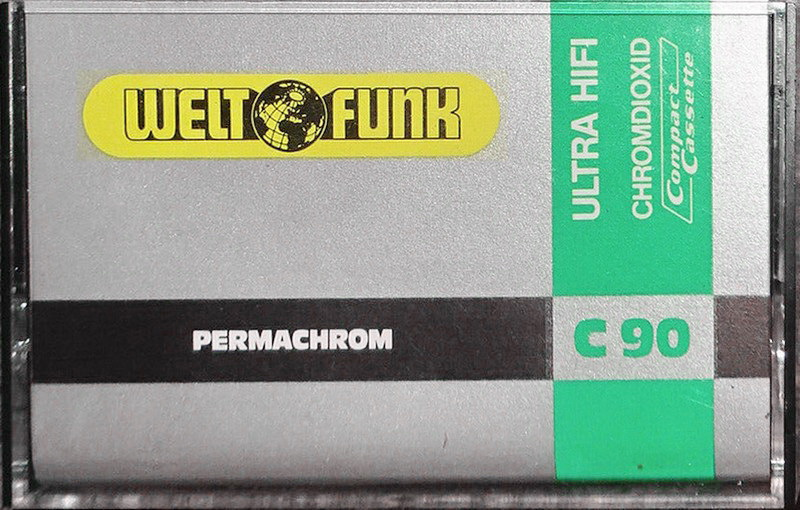 WELT FUNK
ULTRA HIFI
CHROMDIOXID
Compact
Cassette
PERMACHROM
C 90